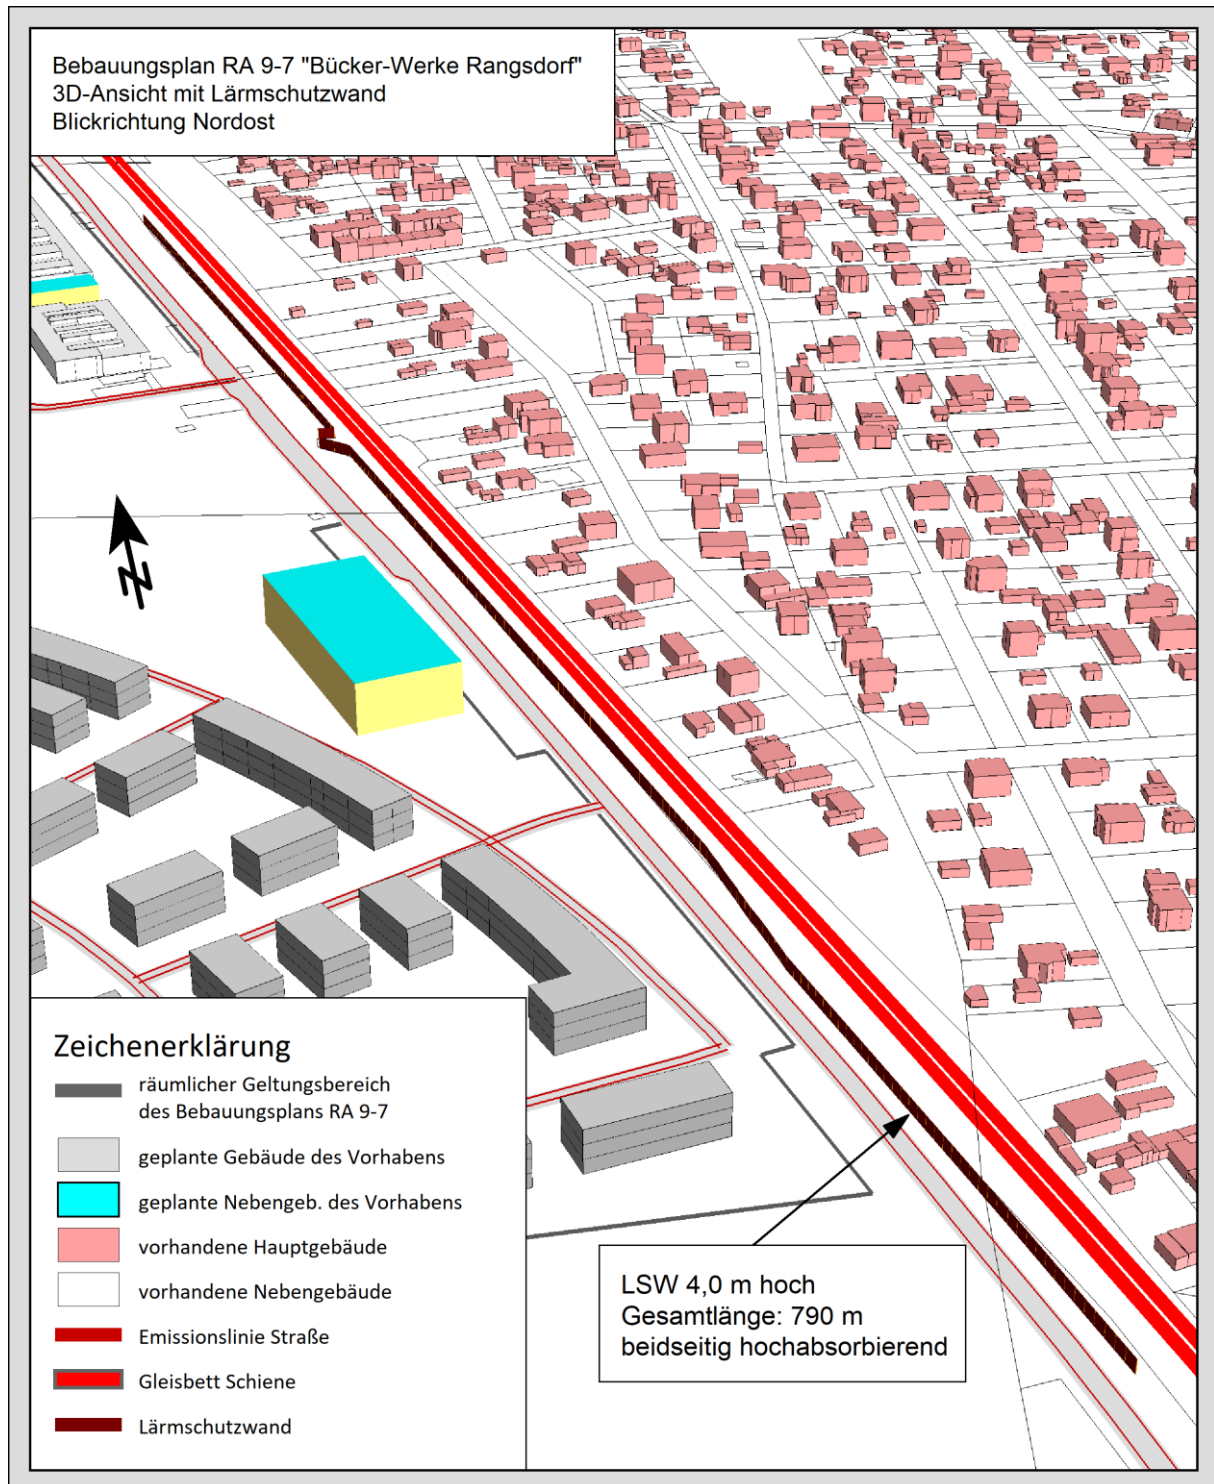 Bebauungsplan RA 9-7 "Bücker-Werke Rangsdorf"
3D-Ansicht mit Lärmschutzwand
Blickrichtung Nordost
N
Zeichenerklärung
räumlicher Geltungsbereich
des Bebauungsplans RA 9-7
geplante Gebäude des Vorhabens
geplante Nebengeb. des Vorhabens
vorhandene Hauptgebäude
vorhandene Nebengebäude
Emissionslinie Straße
Gleisbett Schiene
Lärmschutzwand
LSW 4,0 m hoch
Gesamtlänge: 790 m
beidseitig hochabsorbierend